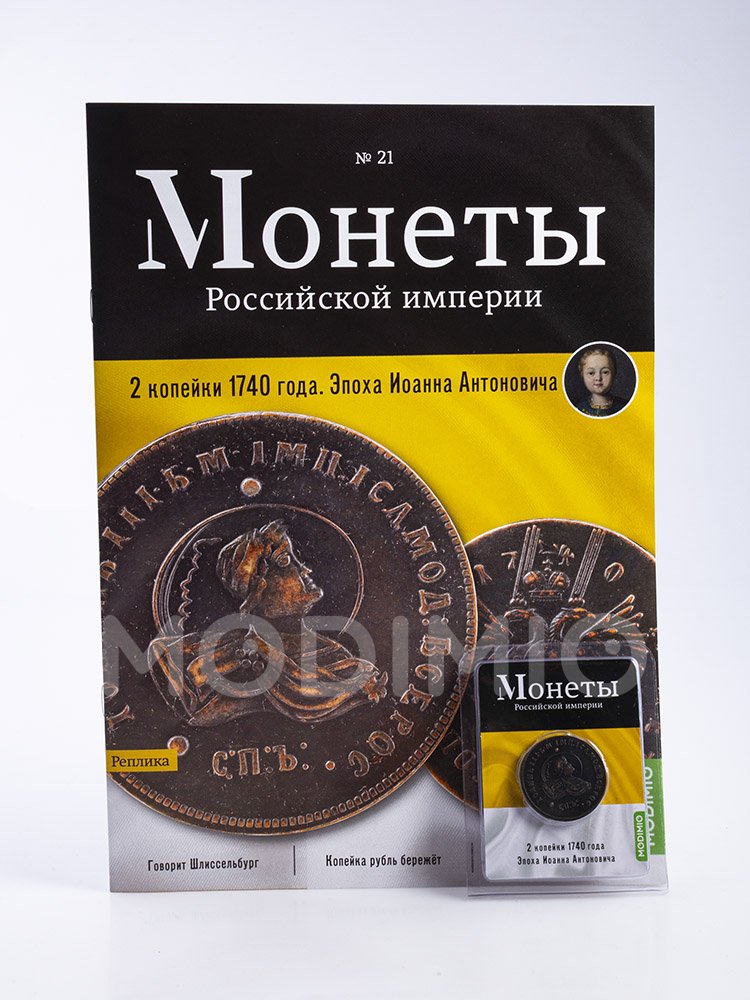 № 21
Монеты
Российской империи
2 копейки 1740 года. Эпоха Иоанна Антоновича
С·П·Б·
MODIMIO
Реплика
Говорит Шлиссельбург
Копейка рубль бережёт
Монеты
Российской империи
2 копейки 1740 года
Эпоха Иоанна Антоновича
MODIMIO
MODIMIO